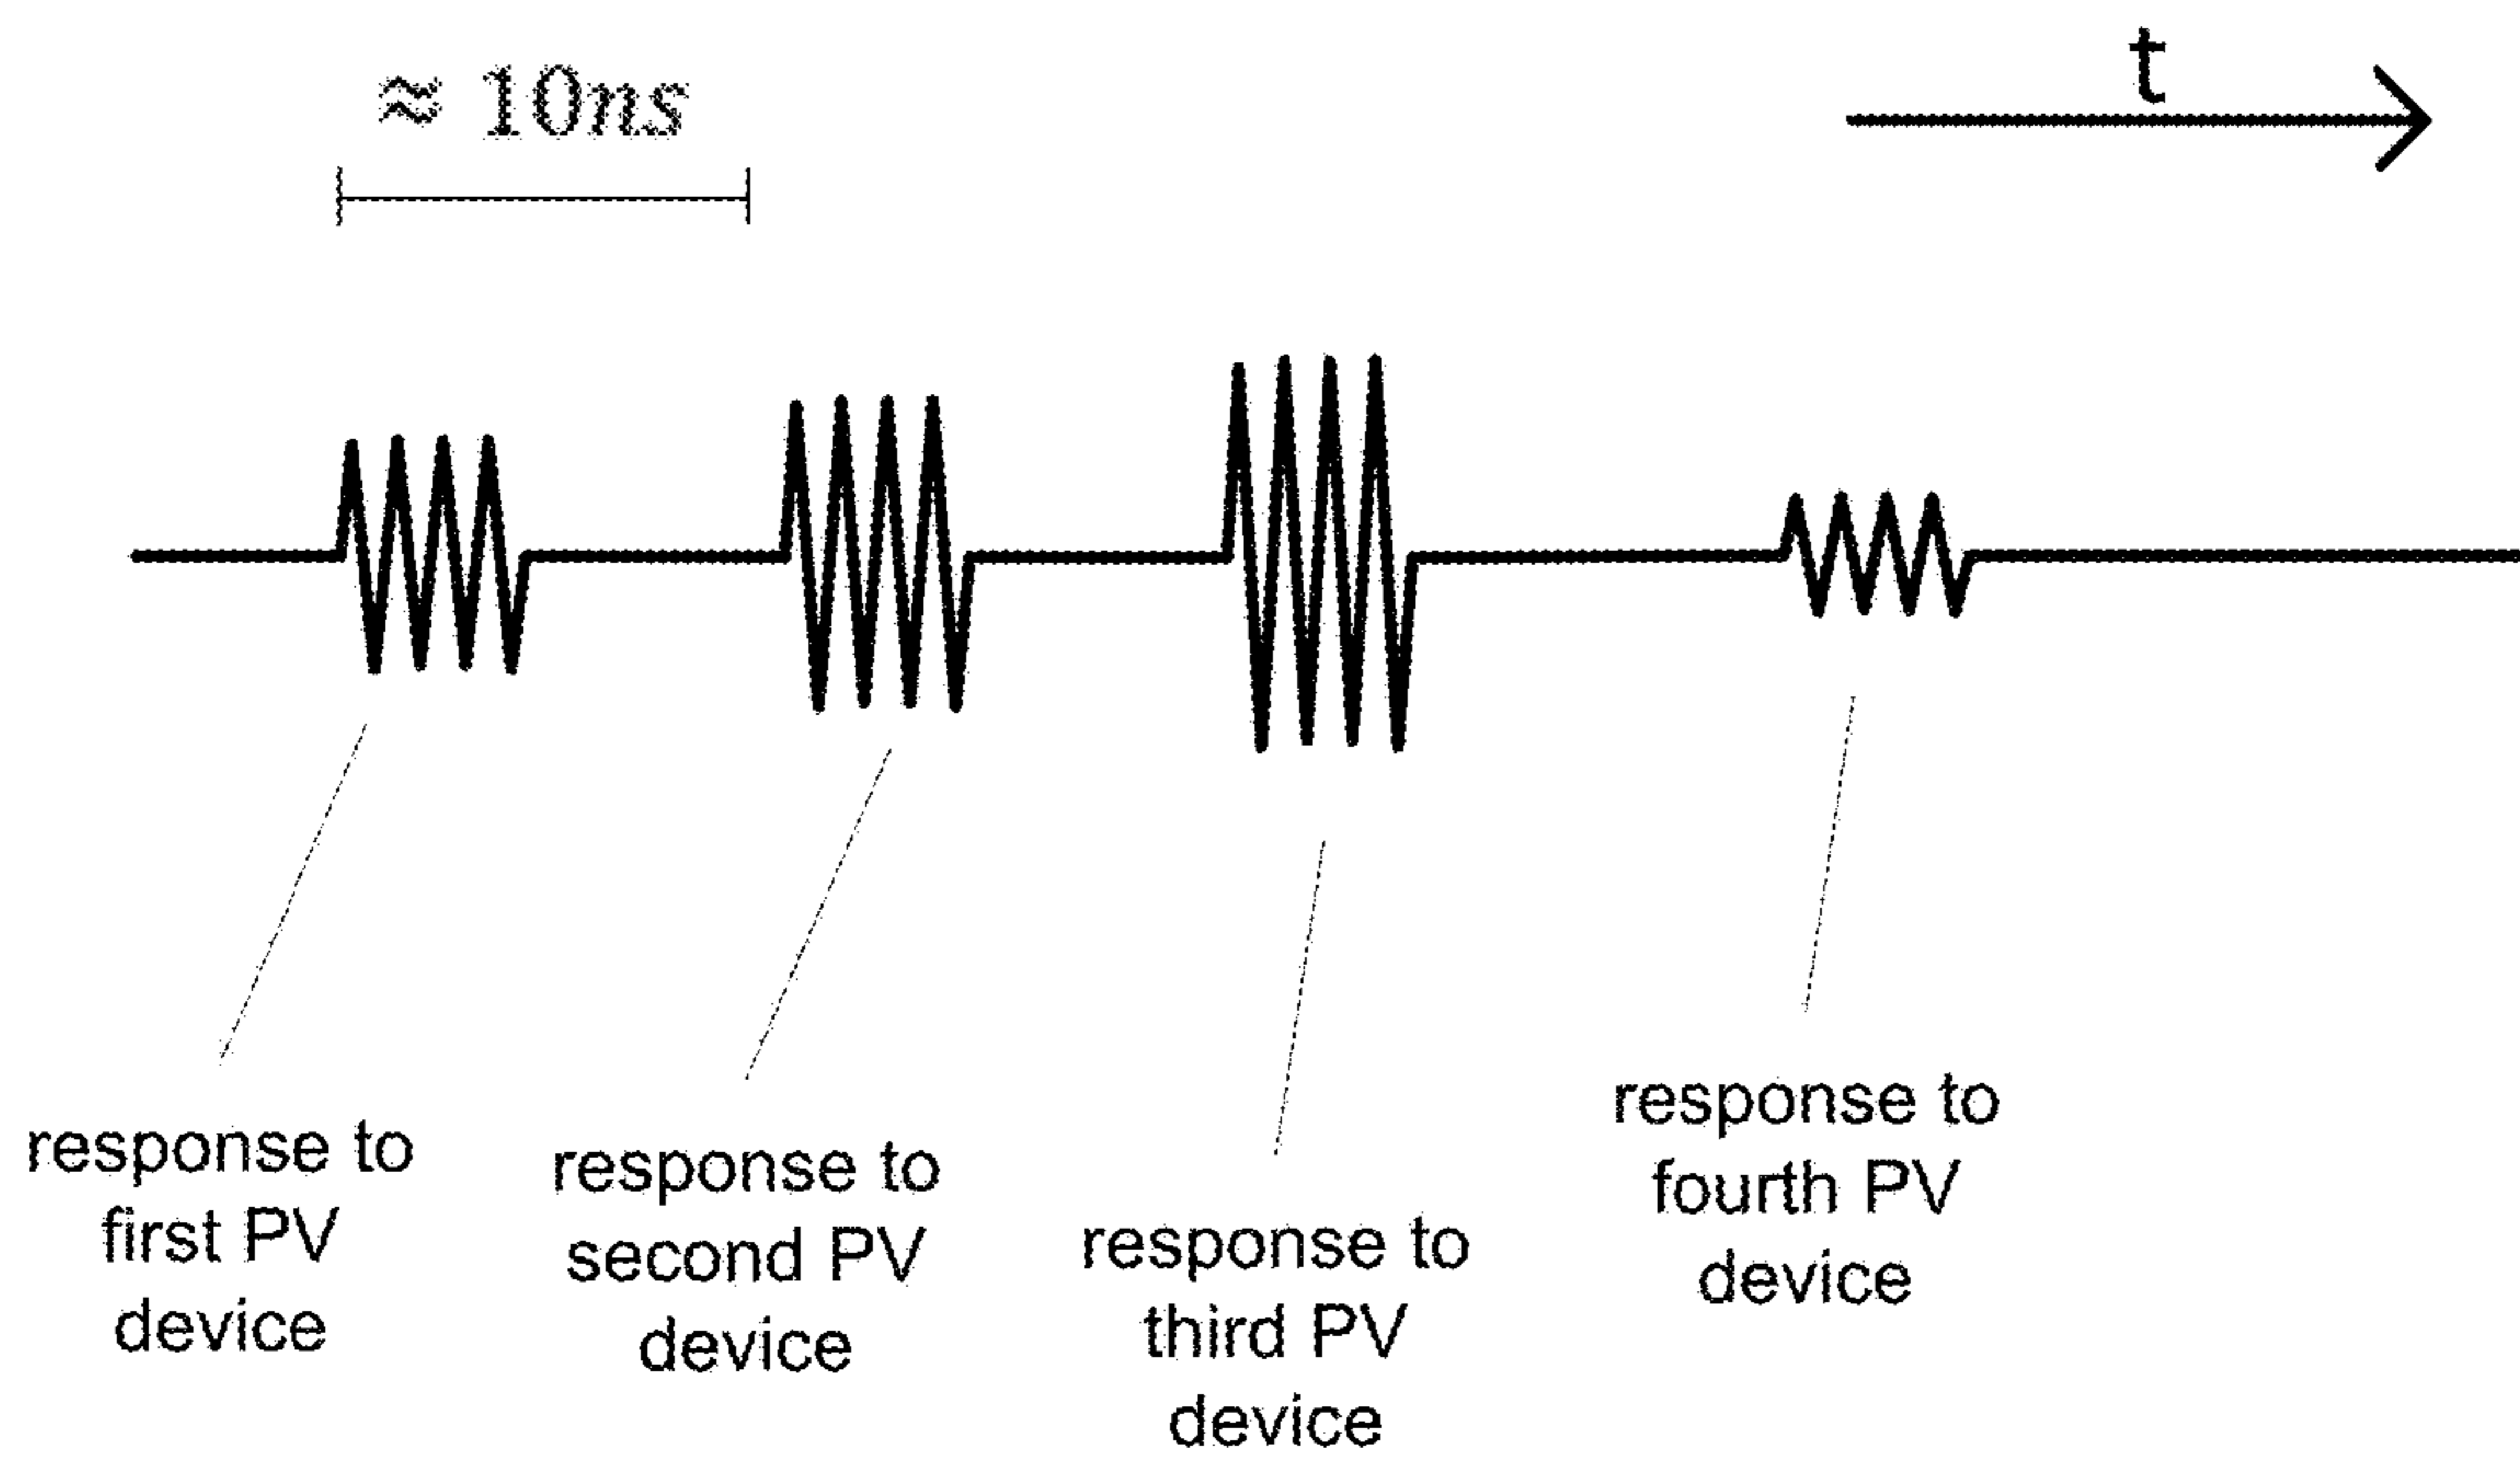 ≈ 10ns
t
response to
first PV
device
response to
second PV
device
response to
third PV
device
response to
fourth PV
device